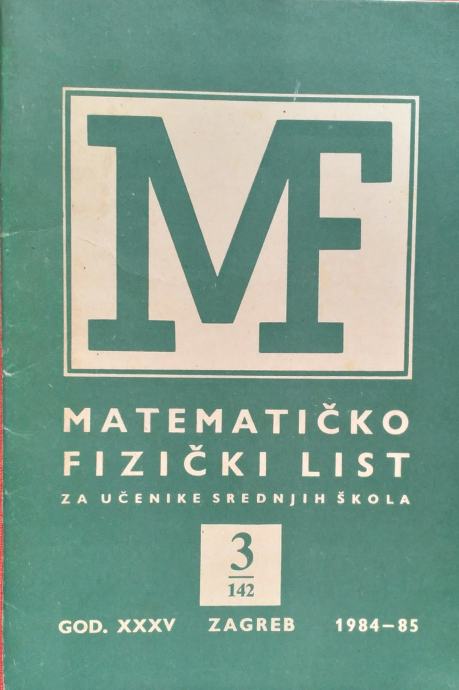 MF
MATEMATIČKO
FIZIČKI LIST
ZA UČENIKE SREDNJIH ŠKOLA
3
142
GOD. XXXV ZAGREB 1984-85